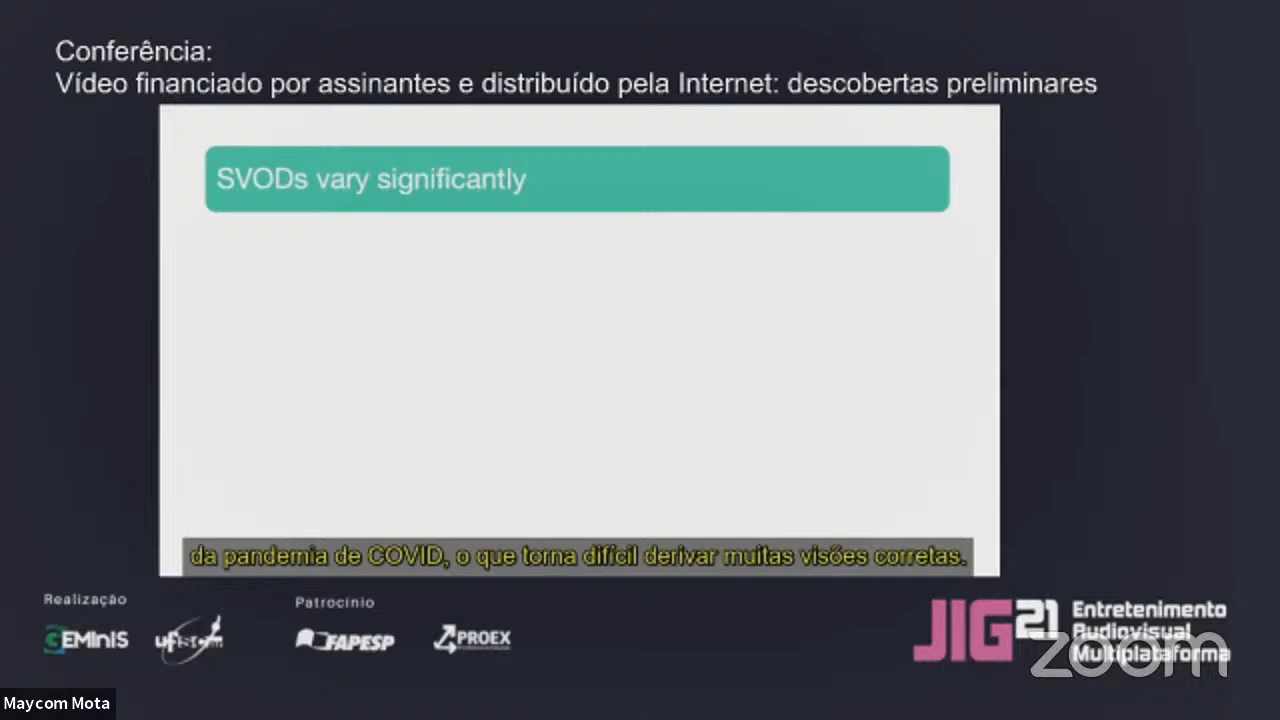 Conferência:
Vídeo financiado por assinantes e distribuído pela Internet: descobertas preliminares
SVODs vary significantly
da pandemia de COVID, o que torna difícil derivar muitas visões corretas.
Realização
Patrocínio
GEMInIS
FAPESP
PROEX
JIG21
Entretenimento
Audiovisual
Multiplataforma
zoom
Maycom Mota